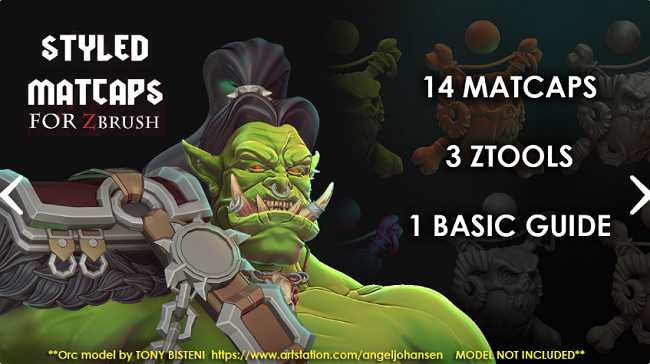 STYLED
MATCAPS
FOR ZBRUSH
14 MATCAPS
3 ZTOOLS
1 BASIC GUIDE
**Orc model by TONY BISTENI https://www.artstation.com/angeljohansen MODEL NOT INCLUDED**